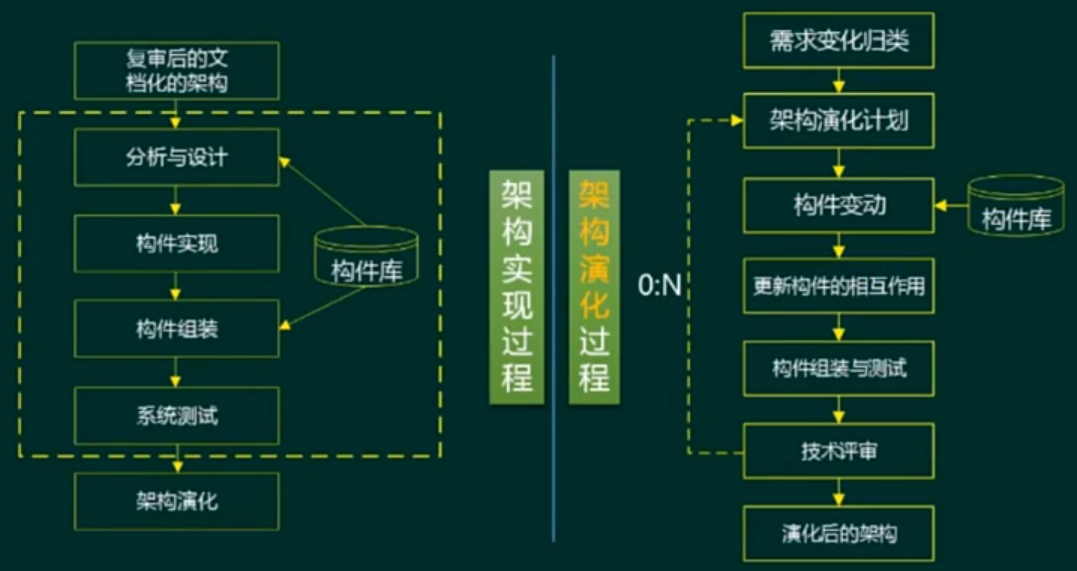 复审后的文
档化的架构
分析与设计
构件实现
构件组装
系统测试
架构演化
构件库
架构实现过程
架构演化过程
需求变化归类
架构演化计划
构件变动
构件库
更新构件的相互作用
0:N
构件组装与测试
技术评审
演化后的架构